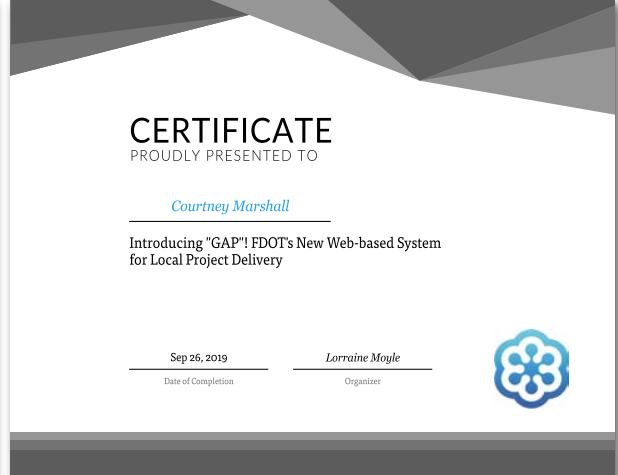 CERTIFICATE
PROUDLY PRESENTED TO
Courtney Marshall
Introducing "GAP"! FDOT's New Web-based System
for Local Project Delivery
Sep 26, 2019
Lorraine Moyle
Date of Completion
Organizer